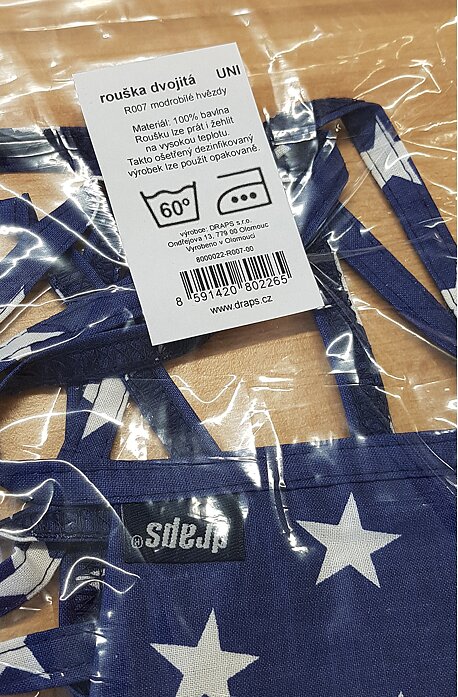 rouška dvojitá UNI
R007 modrobílé hvězdy
Materiál: 100% bavlna
Roušku lze prát i žehlit
na vysokou teplotu.
Takto ošetřený dezinfikovaný
výrobek lze použít opakovaně.
60°
výrobce: DRAPS s.r.o.
Ondřejova 13, 779 00 Olomouc
Vyrobeno v Olomouci
8000022-R007-00
8 591420 802265
www.draps.cz
draps®